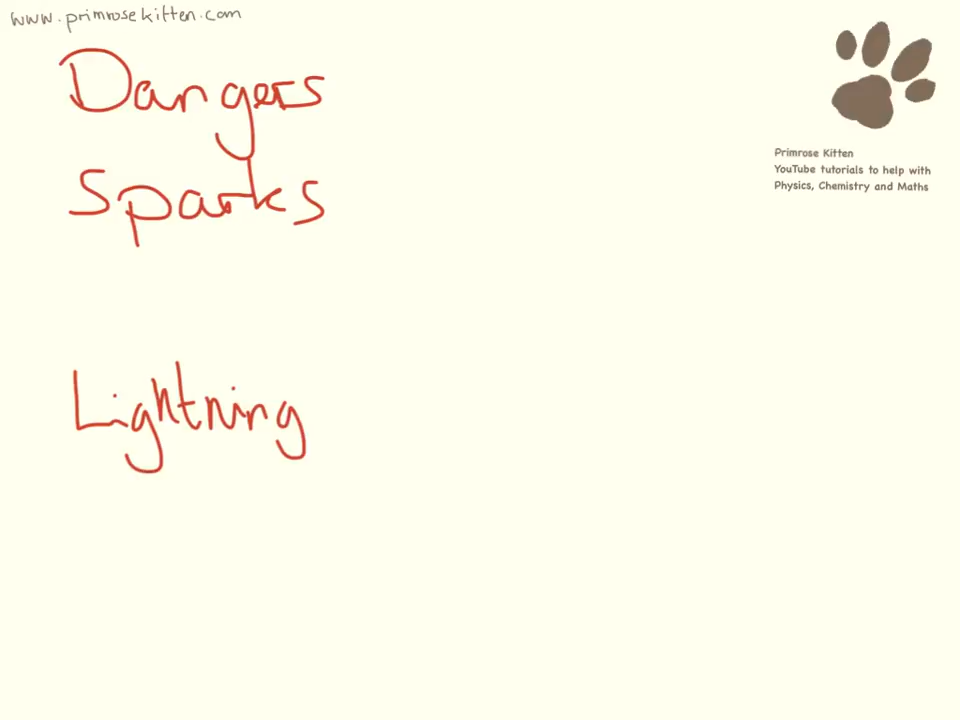 www.primrosekitten.com
Dangers
Sparks
Lightning
Primrose Kitten
YouTube tutorials to help with
Physics, Chemistry and Maths